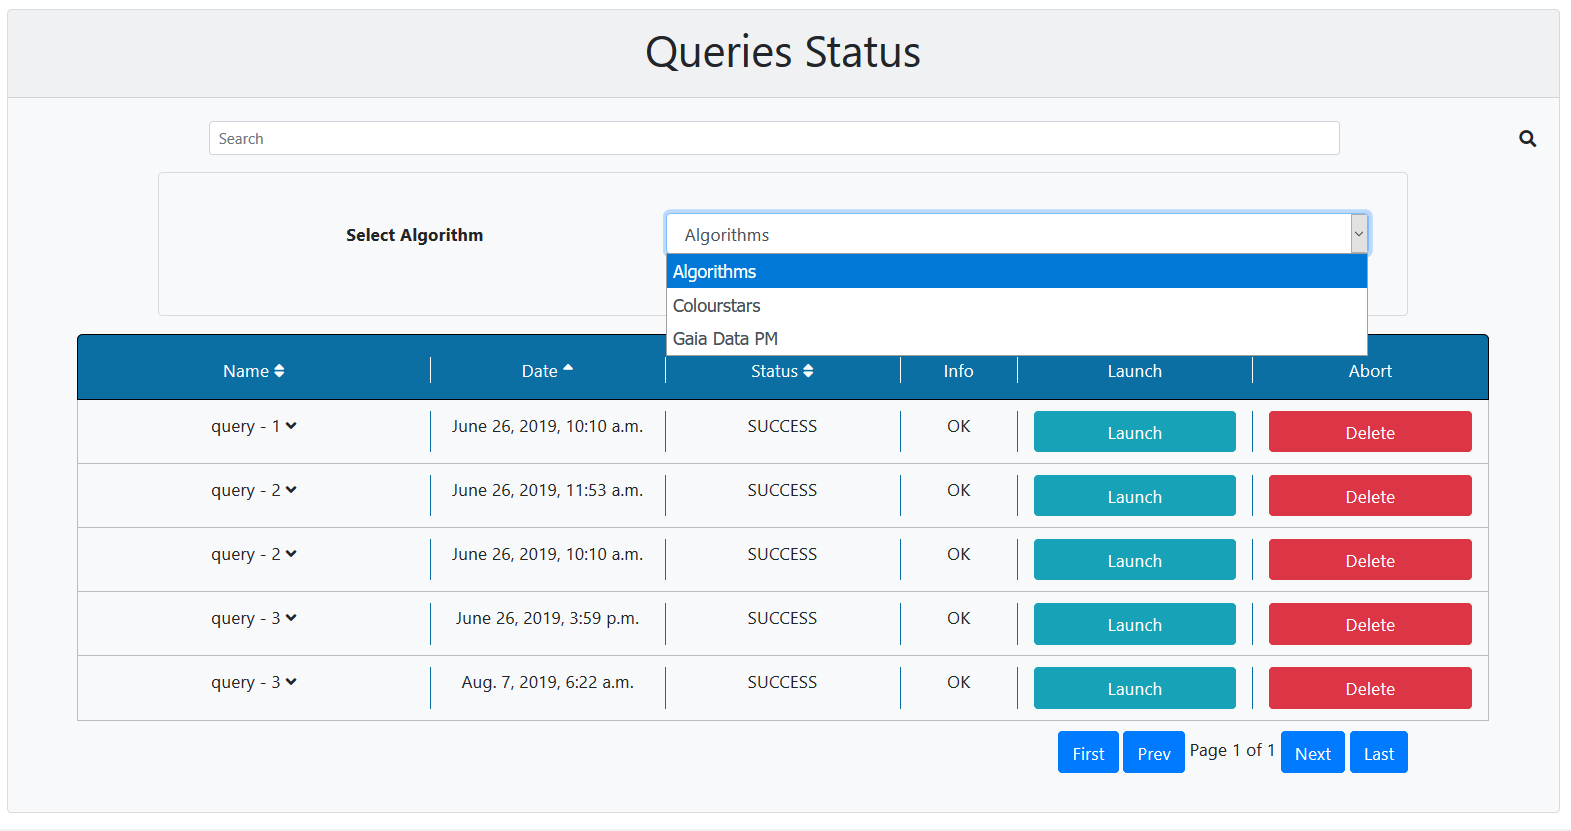 Queries Status
Search
Select Algorithm
Algorithms
Algorithms
Colourstars
Gaia Data PM
Name Date Status Info Launch Abort
query - 1 June 26, 2019, 10:10 a.m. SUCCESS OK Launch Delete
query - 2 June 26, 2019, 11:53 a.m. SUCCESS OK Launch Delete
query - 2 June 26, 2019, 10:10 a.m. SUCCESS OK Launch Delete
query - 3 June 26, 2019, 3:59 p.m. SUCCESS OK Launch Delete
query - 3 Aug. 7, 2019, 6:22 a.m. SUCCESS OK Launch Delete
First Prev Page 1 of 1 Next Last